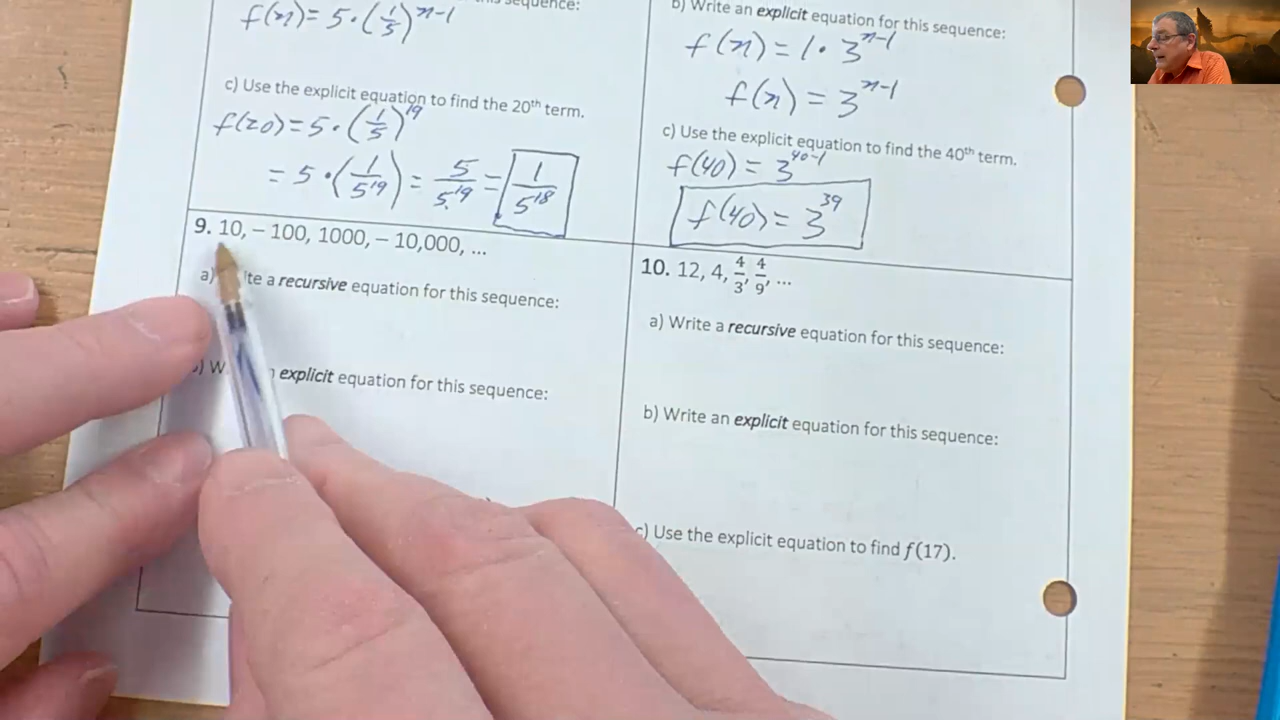 sequence:
f(n) = 5 · (1/5)^n-1
c) Use the explicit equation to find the 20th term.
f(20) = 5 · (1/5)^19
= 5 · (1/5^19) = 5/5^19 = 1/5^18
b) Write an explicit equation for this sequence:
f(n) = 1 · 3^n-1
f(n) = 3^n-1
c) Use the explicit equation to find the 40th term.
f(40) = 3^40-1
f(40) = 3^39
9. 10, – 100, 1000, – 10,000, ...
a) recursive equation for this sequence:
explicit equation for this sequence:
10. 12, 4, 4/3, 4/9, ...
a) Write a recursive equation for this sequence:
b) Write an explicit equation for this sequence:
c) Use the explicit equation to find f(17).